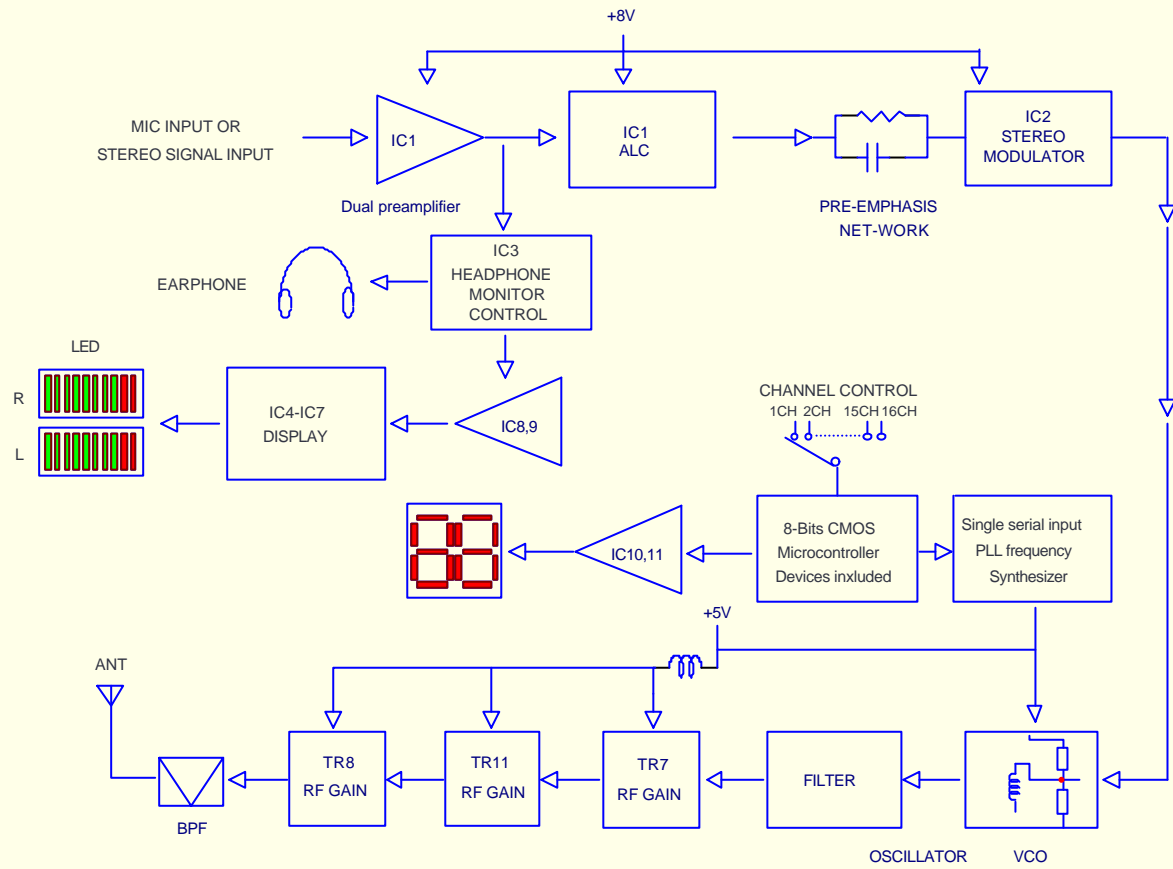 +8V
MIC INPUT OR
STEREO SIGNAL INPUT
IC1
Dual preamplifier
IC1
ALC
PRE-EMPHASIS
NET-WORK
IC2
STEREO
MODULATOR
EARPHONE
IC3
HEADPHONE
MONITOR
CONTROL
LED
R
L
IC4-IC7
DISPLAY
IC8,9
CHANNEL CONTROL
1CH 2CH 15CH 16CH
IC10,11
8-Bits CMOS
Microcontroller
Devices inxluded
Single serial input
PLL frequency
Synthesizer
+5V
ANT
BPF
TR8
RF GAIN
TR11
RF GAIN
TR7
RF GAIN
FILTER
OSCILLATOR VCO